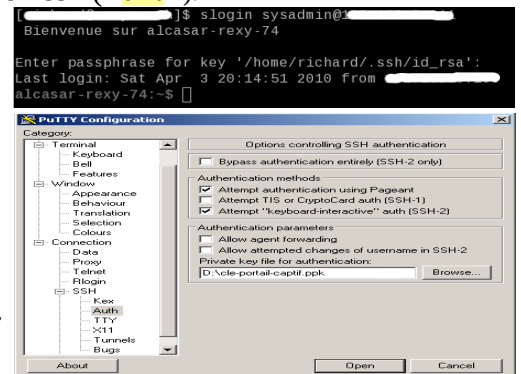 ]$ slogin sysadmin@1
Bienvenue sur alcasar-rexy-74
Enter passphrase for key '/home/richard/.ssh/id_rsa':
Last login: Sat Apr  3 20:14:51 2010 from
alcasar-rexy-74:~$
PuTTY Configuration
Category:
Terminal
Keyboard
Bell
Features
Window
Appearance
Behaviour
Translation
Selection
Colours
Connection
Data
Proxy
Telnet
Rlogin
SSH
Kex
Auth
TTY
X11
Tunnels
Bugs
Options controlling SSH authentication
Bypass authentication entirely (SSH-2 only)
Authentication methods
Attempt authentication using Pageant
Attempt TIS or CryptoCard auth (SSH-1)
Attempt "keyboard-interactive" auth (SSH-2)
Authentication parameters
Allow agent forwarding
Allow attempted changes of username in SSH-2
Private key file for authentication:
D:\cle-portail-captif.ppk
Browse...
About
Open
Cancel